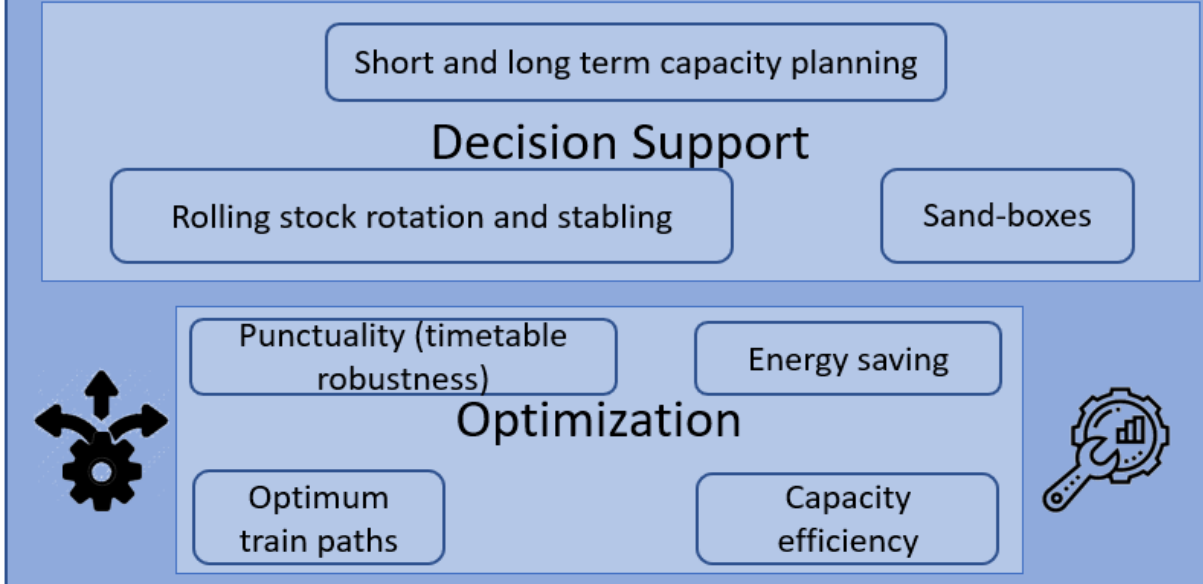 Short and long term capacity planning
Decision Support
Rolling stock rotation and stabling
Sand-boxes
Punctuality (timetable
robustness)
Energy saving
Optimization
Optimum
train paths
Capacity
efficiency